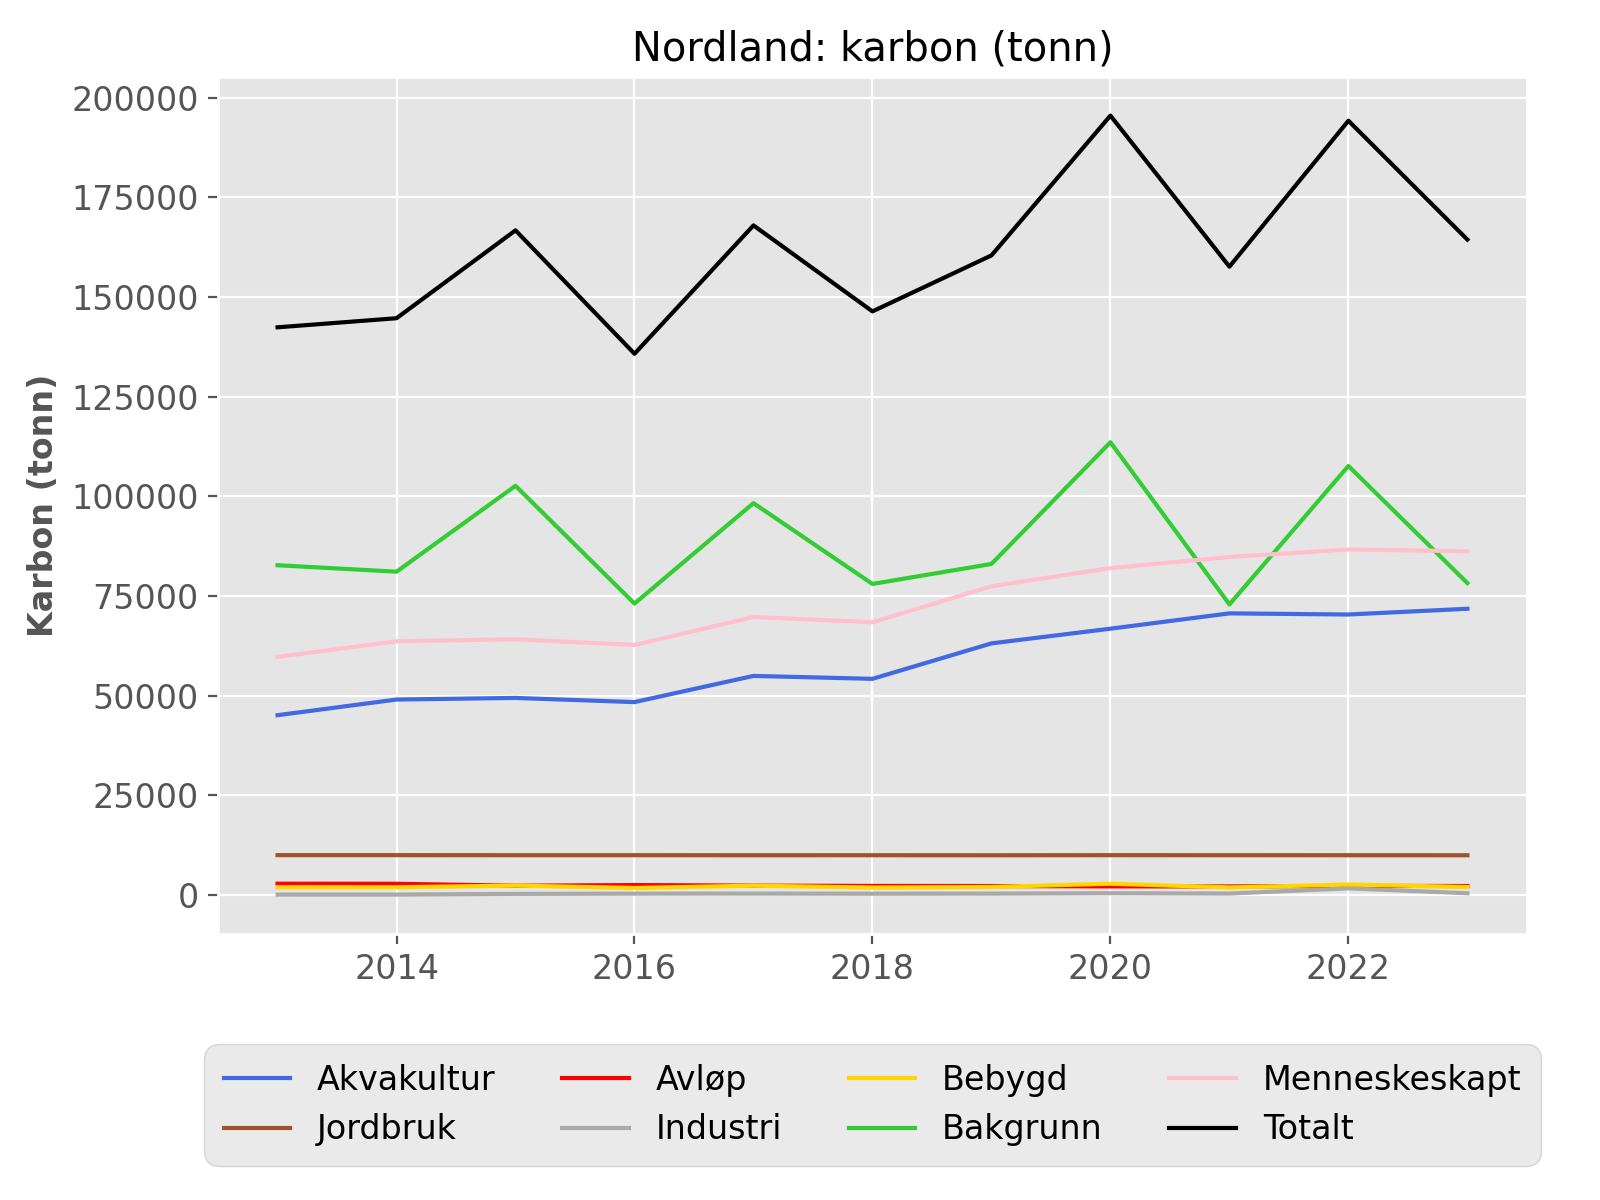 Nordland: karbon (tonn)
Karbon (tonn)
200000
175000
150000
125000
100000
75000
50000
25000
0
2014 2016 2018 2020 2022
Akvakultur Avløp Bebygd Menneskeskapt
Jordbruk Industri Bakgrunn Totalt